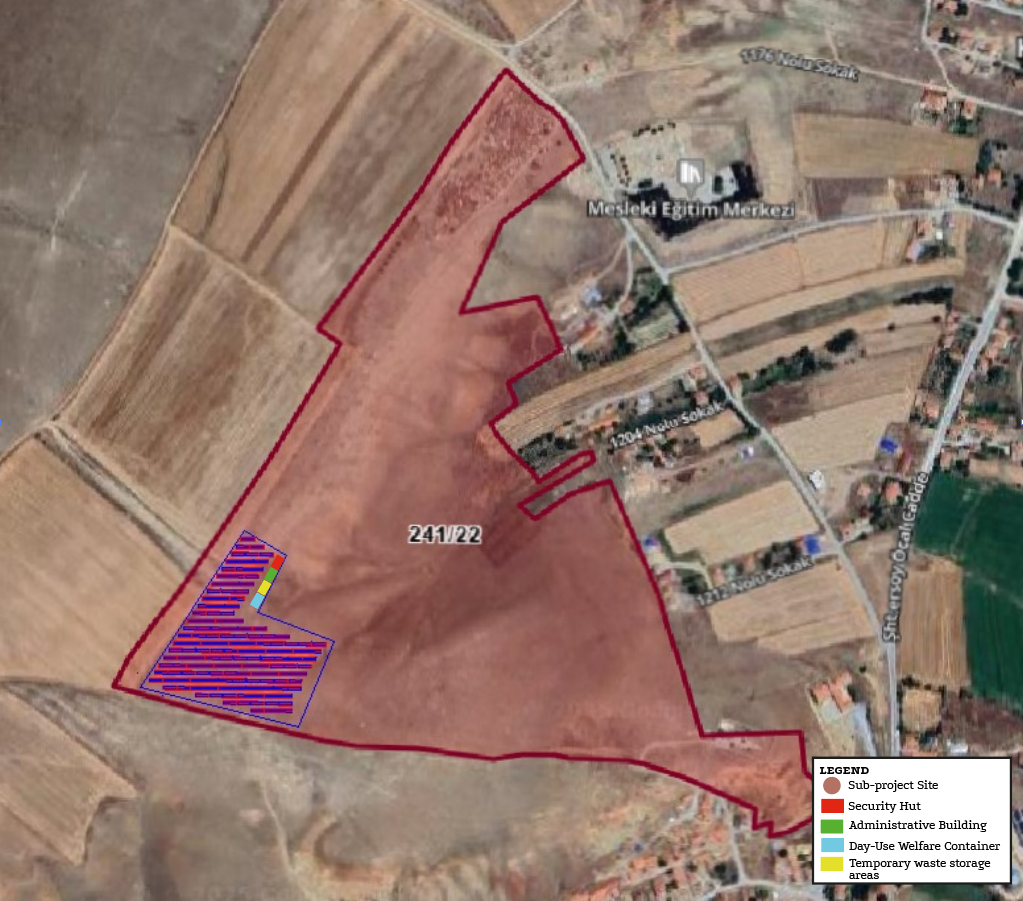 1176 Nolu Sokak
Mesleki Eğitim Merkezi
1204 Nolu Sokak
241/22
1212 Nolu Sokak
Şht.ersoy Ocal Cadde
LEGEND
Sub-project Site
Security Hut
Administrative Building
Day-Use Welfare Container
Temporary waste storage
areas